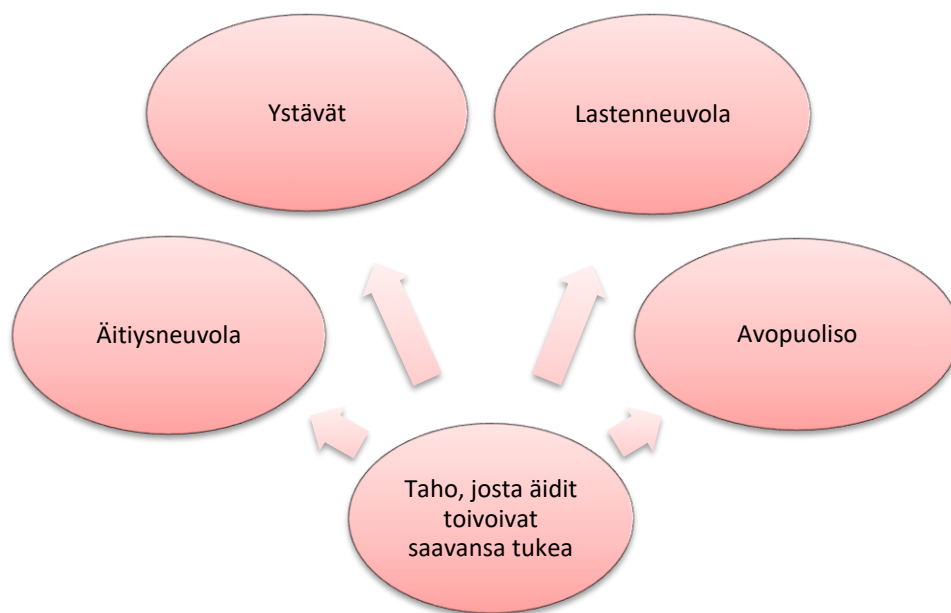 Ystävät
Lastenneuvola
Äitiysneuvola
Avopuoliso
Taho, josta äidit
toivoivat
saavansa tukea